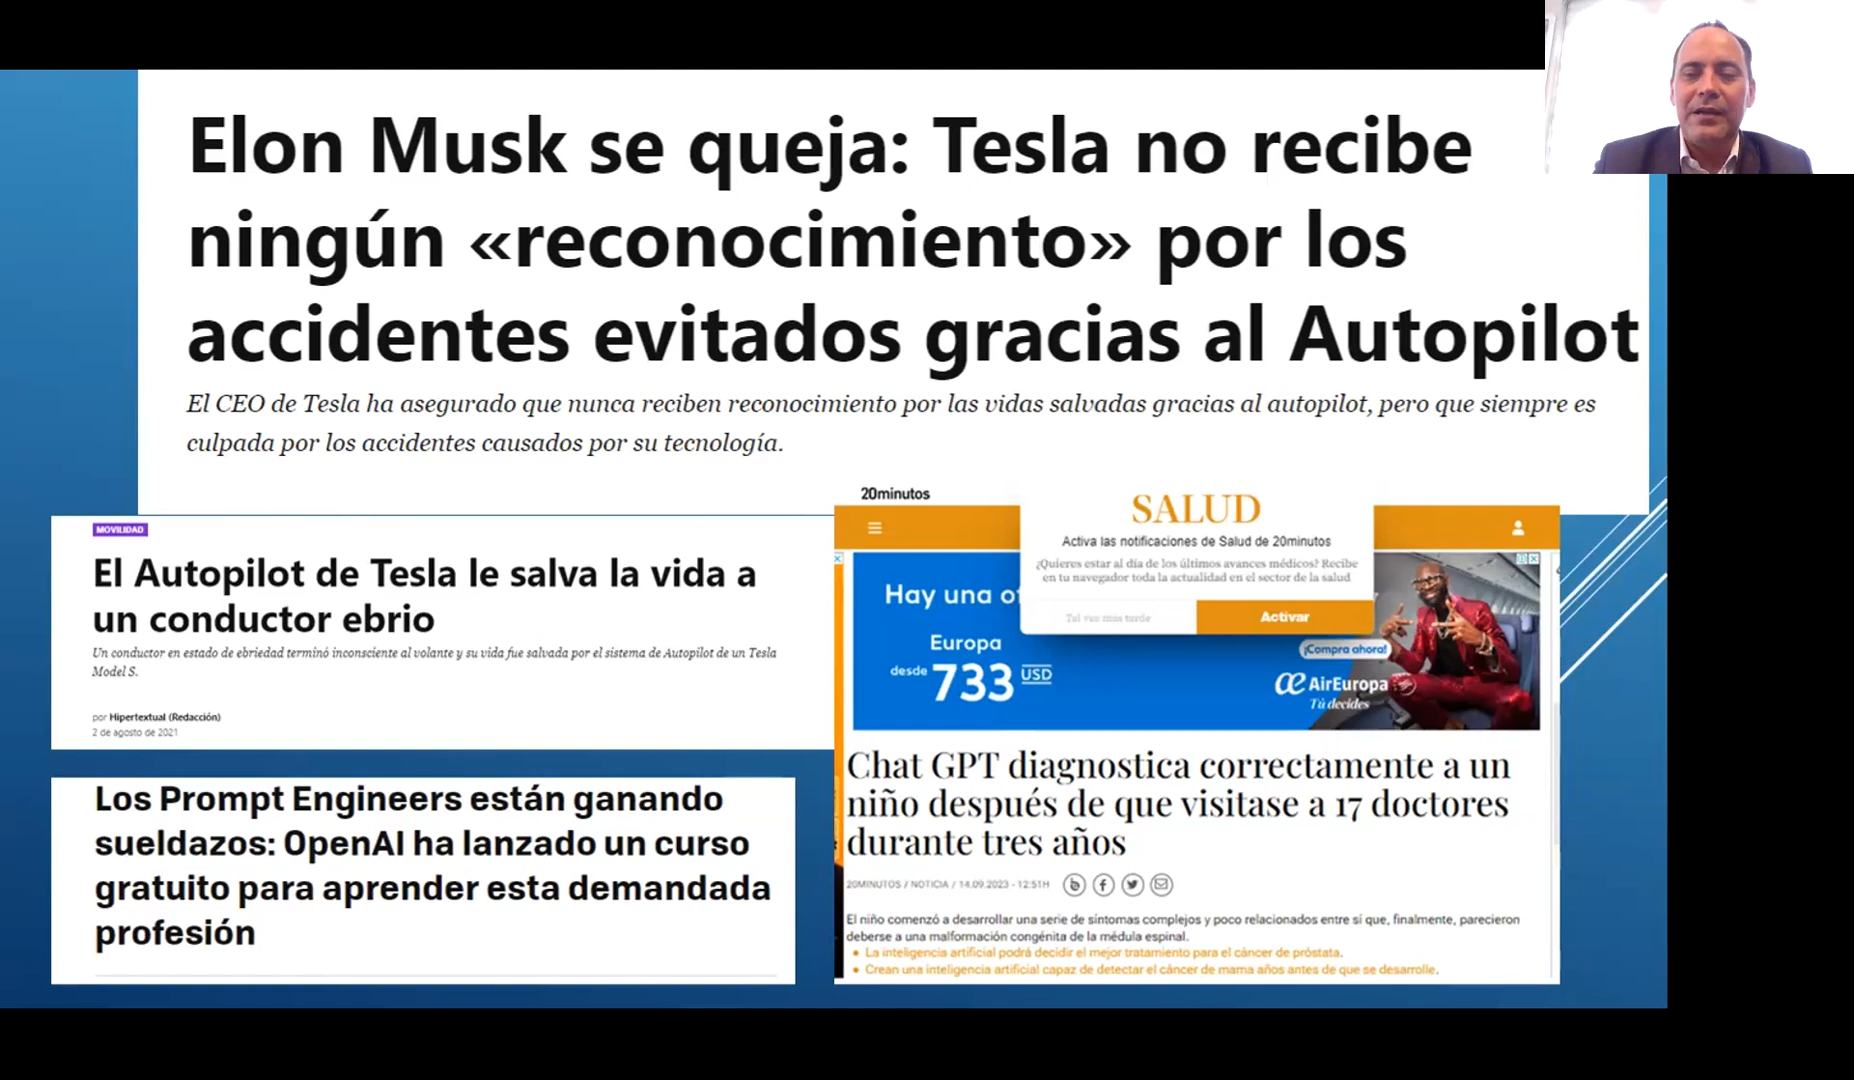 Elon Musk se queja: Tesla no recibe
ningún «reconocimiento» por los
accidentes evitados gracias al Autopilot
El CEO de Tesla ha asegurado que nunca reciben reconocimiento por las vidas salvadas gracias al autopilot, pero que siempre es
culpada por los accidentes causados por su tecnología.
MOVILIDAD
El Autopilot de Tesla le salva la vida a
un conductor ebrio
Un conductor en estado de ebriedad terminó inconsciente al volante y su vida fue salvada por el sistema de Autopilot de un Tesla
Model S.
por Hipertextual (Redacción)
2 de agosto de 2021
Los Prompt Engineers están ganando
sueldazos: OpenAI ha lanzado un curso
gratuito para aprender esta demandada
profesión
20minutos
SALUD
Activa las notificaciones de Salud de 20minutos
¿Quieres estar al día de los últimos avances médicos? Recibe
en tu navegador toda la actualidad en el sector de la salud
Tal vez más tarde
Activar
Hay una
Europa
desde 733 USD
¡Compra ahora!
AirEuropa
Tú decides
Chat GPT diagnostica correctamente a un
niño después de que visitase a 17 doctores
durante tres años
20MINUTOS / NOTICIA / 14.09.2023 - 12:51H
El niño comenzó a desarrollar una serie de síntomas complejos y poco relacionados entre sí que, finalmente, parecieron
deberse a una malformación congénita de la médula espinal.
• La inteligencia artificial podrá decidir el mejor tratamiento para el cáncer de próstata.
• Crean una inteligencia artificial capaz de detectar el cáncer de mama años antes de que se desarrolle.